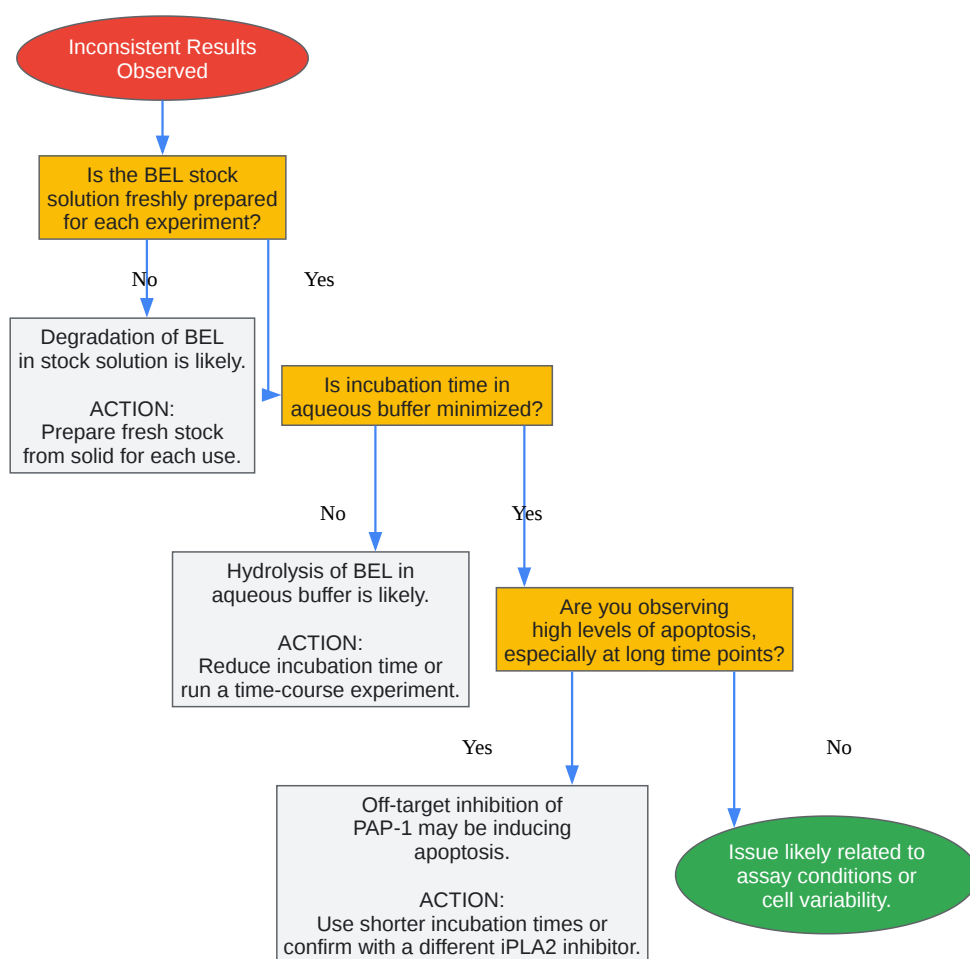 Inconsistent Results
Observed
Is the BEL stock
solution freshly prepared
for each experiment?
No
Yes
Degradation of BEL
in stock solution is likely.
ACTION:
Prepare fresh stock
from solid for each use.
Is incubation time in
aqueous buffer minimized?
No
Yes
Hydrolysis of BEL in
aqueous buffer is likely.
ACTION:
Reduce incubation time or
run a time-course experiment.
Are you observing
high levels of apoptosis,
especially at long time points?
Yes
No
Off-target inhibition of
PAP-1 may be inducing
apoptosis.
ACTION:
Use shorter incubation times or
confirm with a different iPLA2 inhibitor.
Issue likely related to
assay conditions or
cell variability.